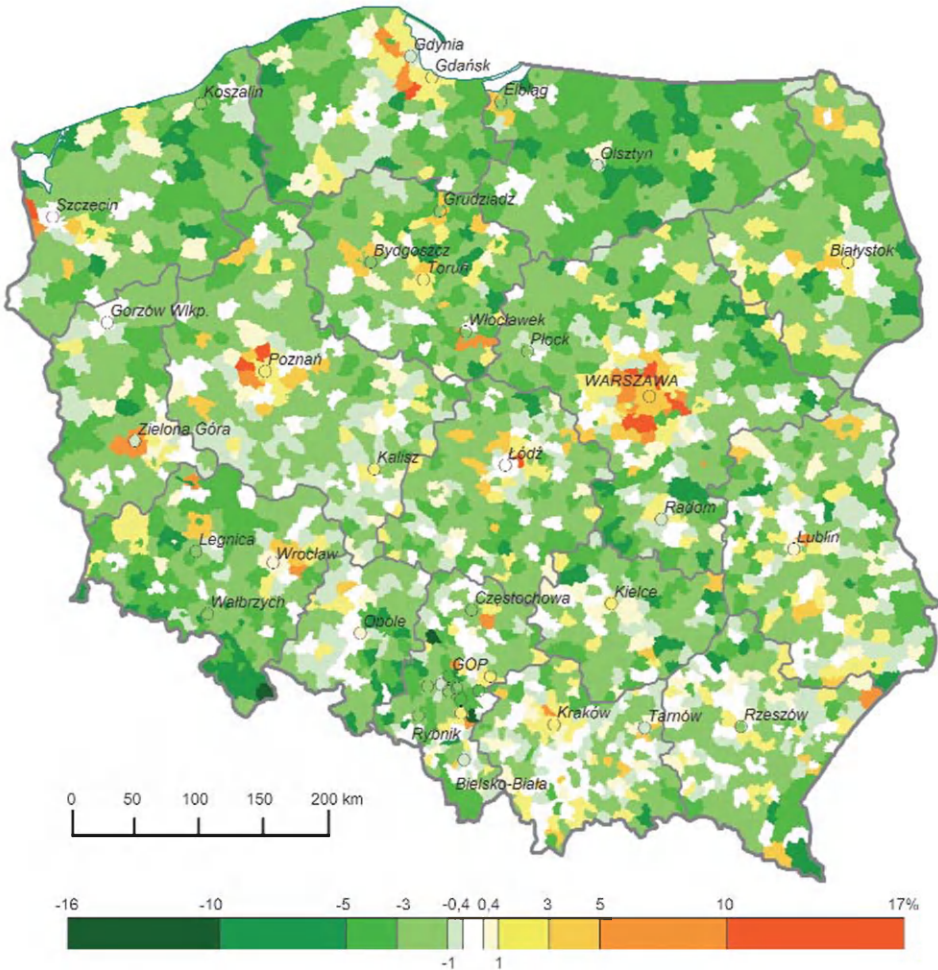 Gdynia
Gdańsk
Koszalin
Elbląg
Olsztyn
Szczecin
Grudziadz
Bydgoszcz
Toruń
Białystok
Gorzów Wlkp.
Włocławek
Płock
Poznań
WARSZAWA
Zielona Góra
Kalisz
Łódź
Radom
Legnica
Wrocław
Lublin
Wałbrzych
Częstochowa
Kielce
Opole
GOP
Kraków
Tarnów
Rzeszów
Rybnik
Bielsko-Biała
0 50 100 150 200 km
-16 -10 -5 -3 -0,4 0,4 3 5 10 17%
-1 1